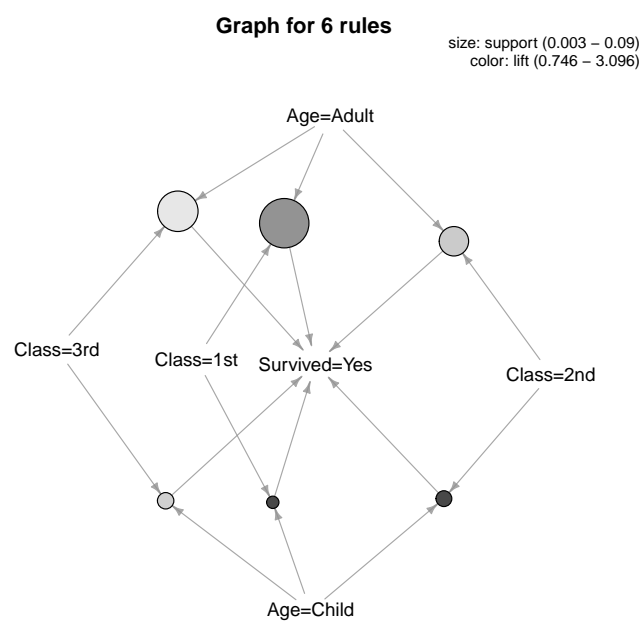 Graph for 6 rules
size: support (0.003 − 0.09)
color: lift (0.746 − 3.096)
Age=Adult
Class=3rd
Class=1st
Survived=Yes
Class=2nd
Age=Child